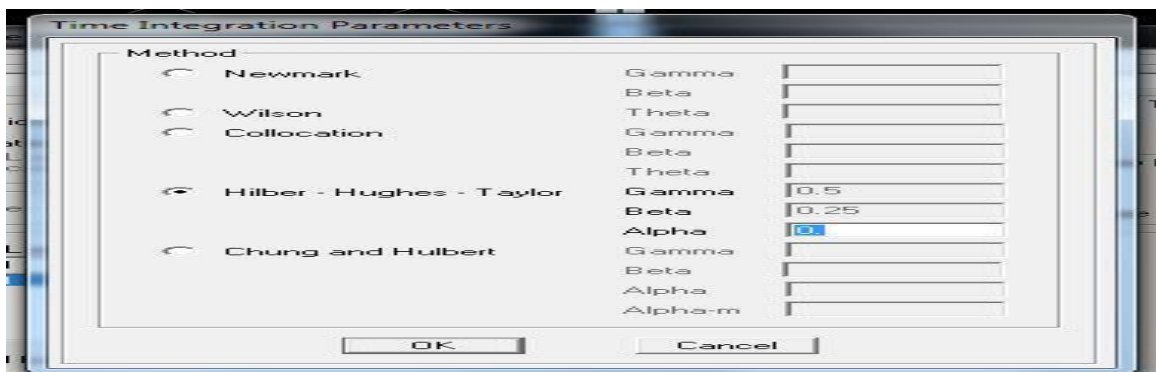 Time Integration Parameters
Method
Newmark Gamma
Beta
Wilson Theta
Collocation Gamma
Beta
Theta
Hilber - Hughes - Taylor Gamma 0.5
Beta 0.25
Alpha 0.
Chung and Hulbert Gamma
Beta
Alpha
Alpha-m
OK Cancel